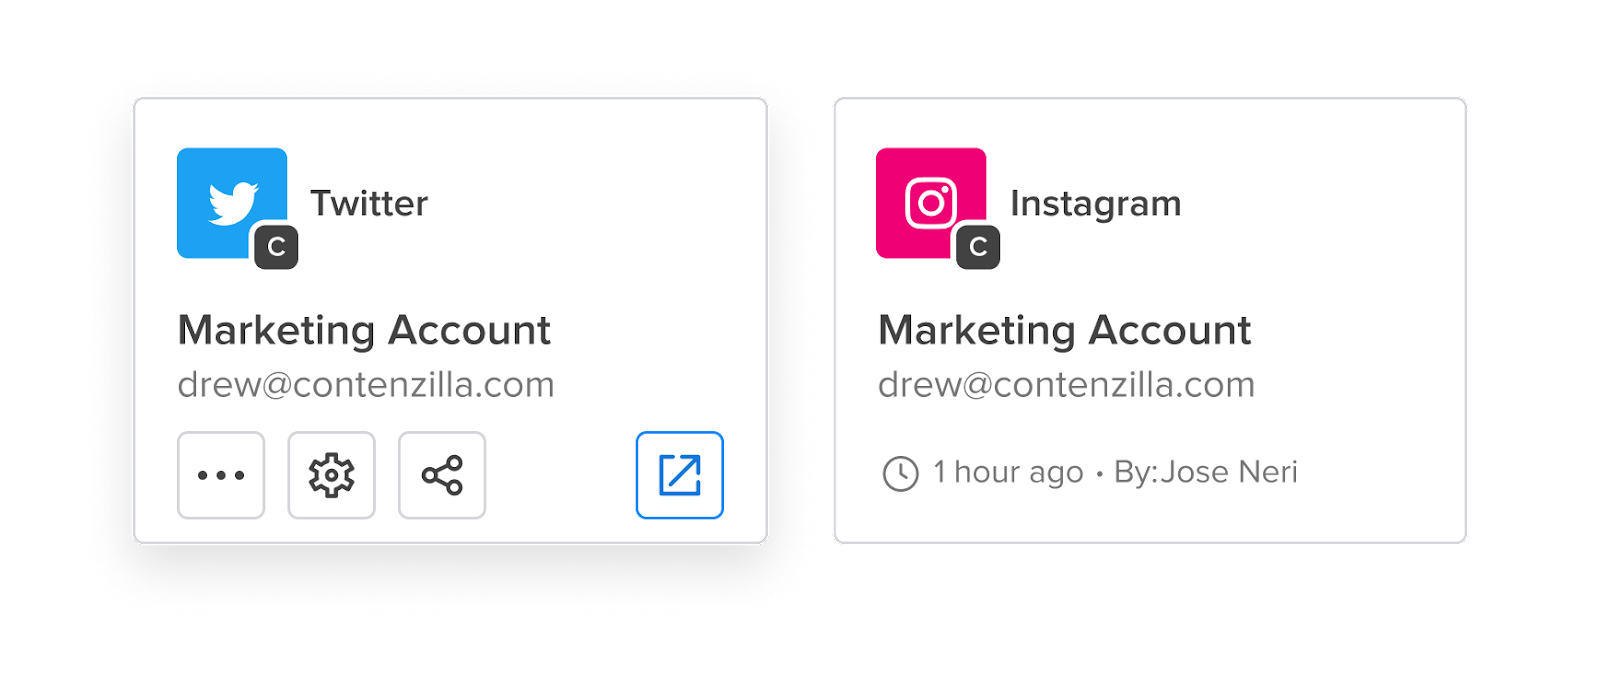 Twitter
C
Marketing Account
drew@contenzilla.com
Instagram
C
Marketing Account
drew@contenzilla.com
1 hour ago • By:Jose Neri